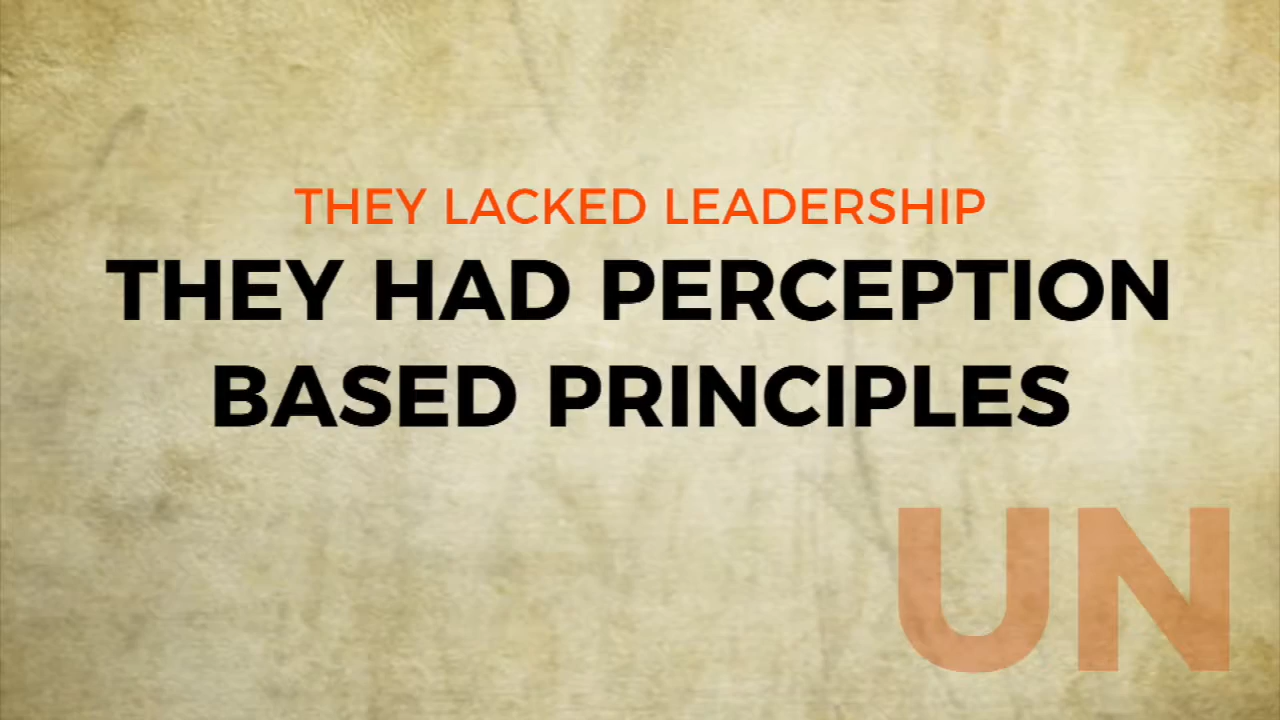 THEY LACKED LEADERSHIP
THEY HAD PERCEPTION
BASED PRINCIPLES
UN